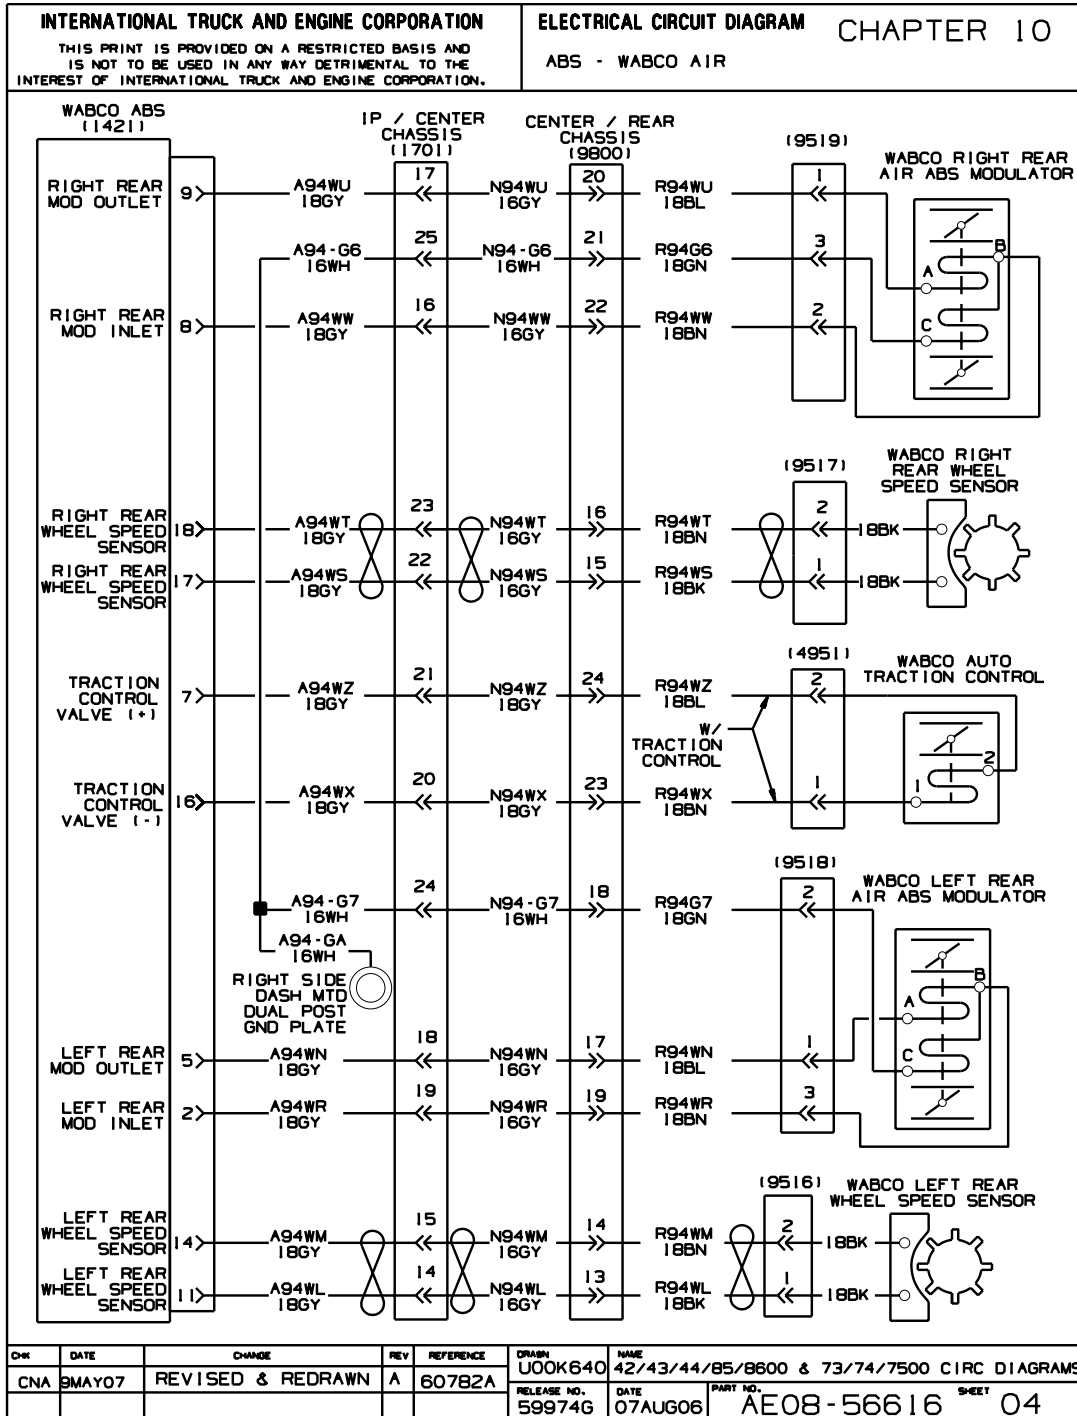 INTERNATIONAL TRUCK AND ENGINE CORPORATION
THIS PRINT IS PROVIDED ON A RESTRICTED BASIS AND
IS NOT TO BE USED IN ANY WAY DETRIMENTAL TO THE
INTEREST OF INTERNATIONAL TRUCK AND ENGINE CORPORATION.
ELECTRICAL CIRCUIT DIAGRAM
CHAPTER 10
ABS - WABCO AIR
WABCO ABS
(1421)
IP / CENTER
CHASSIS
(1701)
CENTER / REAR
CHASSIS
(9800)
(9519)
WABCO RIGHT REAR
AIR ABS MODULATOR
RIGHT REAR
MOD OUTLET
9
A94WU
18GY
17
N94WU
16GY
20
R94WU
18BL
1
A94-G6
16WH
25
N94-G6
16WH
21
R94G6
18GN
3
B
A
C
RIGHT REAR
MOD INLET
8
A94WW
18GY
16
N94WW
16GY
22
R94WW
18BN
2
(9517)
WABCO RIGHT
REAR WHEEL
SPEED SENSOR
RIGHT REAR
WHEEL SPEED
SENSOR
18
A94WT
18GY
23
N94WT
16GY
16
R94WT
18BN
2
18BK
RIGHT REAR
WHEEL SPEED
SENSOR
17
A94WS
18GY
22
N94WS
16GY
15
R94WS
18BK
1
18BK
(4951)
WABCO AUTO
TRACTION CONTROL
TRACTION
CONTROL
VALVE (+)
7
A94WZ
18GY
21
N94WZ
18GY
24
R94WZ
18BL
2
W/
TRACTION
CONTROL
2
1
TRACTION
CONTROL
VALVE (-)
16
A94WX
18GY
20
N94WX
18GY
23
R94WX
18BN
1
(9518)
WABCO LEFT REAR
AIR ABS MODULATOR
A94-G7
16WH
24
N94-G7
16WH
18
R94G7
18GN
2
A94-GA
16WH
RIGHT SIDE
DASH MTD
DUAL POST
GND PLATE
B
A
C
LEFT REAR
MOD OUTLET
5
A94WN
18GY
18
N94WN
16GY
17
R94WN
18BL
1
LEFT REAR
MOD INLET
2
A94WR
18GY
19
N94WR
16GY
19
R94WR
18BN
3
(9516)
WABCO LEFT REAR
WHEEL SPEED SENSOR
LEFT REAR
WHEEL SPEED
SENSOR
14
A94WM
18GY
15
N94WM
16GY
14
R94WM
18BN
2
18BK
LEFT REAR
WHEEL SPEED
SENSOR
11
A94WL
18GY
14
N94WL
16GY
13
R94WL
18BK
1
18BK
CHK DATE CHANGE REV REFERENCE
CNA 9MAY07 REVISED & REDRAWN A 60782A
DRAWN
U00K640
NAME
42/43/44/85/8600 & 73/74/7500 CIRC DIAGRAMS
RELEASE NO.
59974G
DATE
07AUG06
PART NO.
AE08-56616
SHEET
04